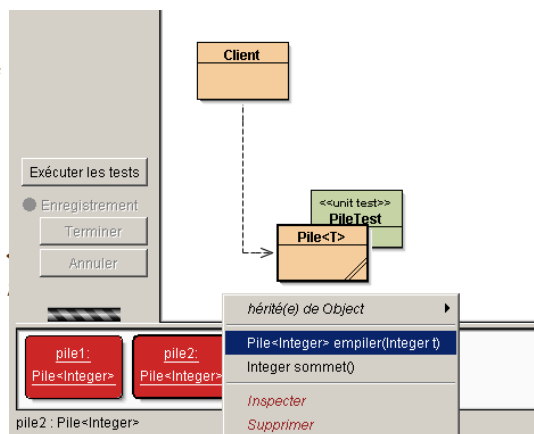 Client
Exécuter les tests
Enregistrement
Terminer
Annuler
<<unit test>>
PileTest
Pile<T>
hérité(e) de Object
Pile<Integer> empiler(Integer t)
Integer sommet()
Inspecter
Supprimer
pile1:
Pile<Integer>
pile2:
Pile<Integer>
pile2 : Pile<Integer>